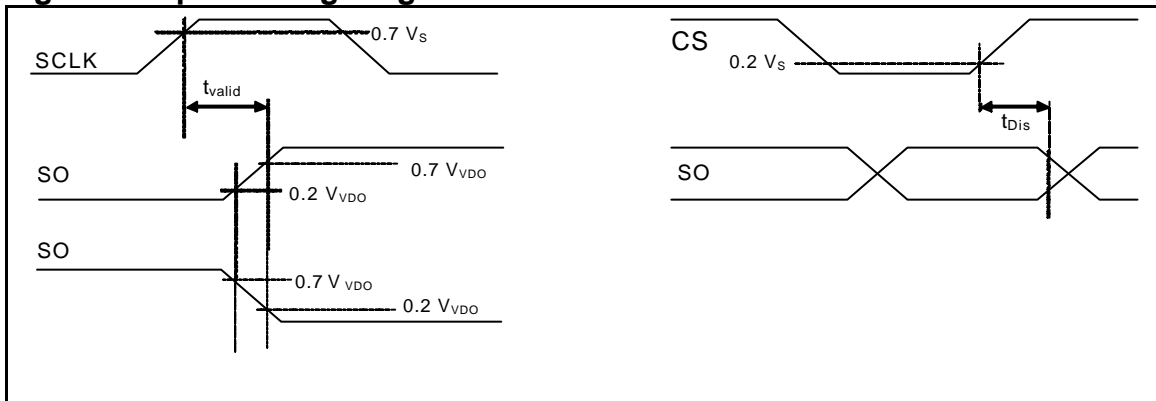 0.7 VS
SCLK
tvalid
SO
0.7 VVDO
0.2 VVDO
SO
0.7 V VDO
0.2 VVDO
CS
0.2 VS
tDis
SO